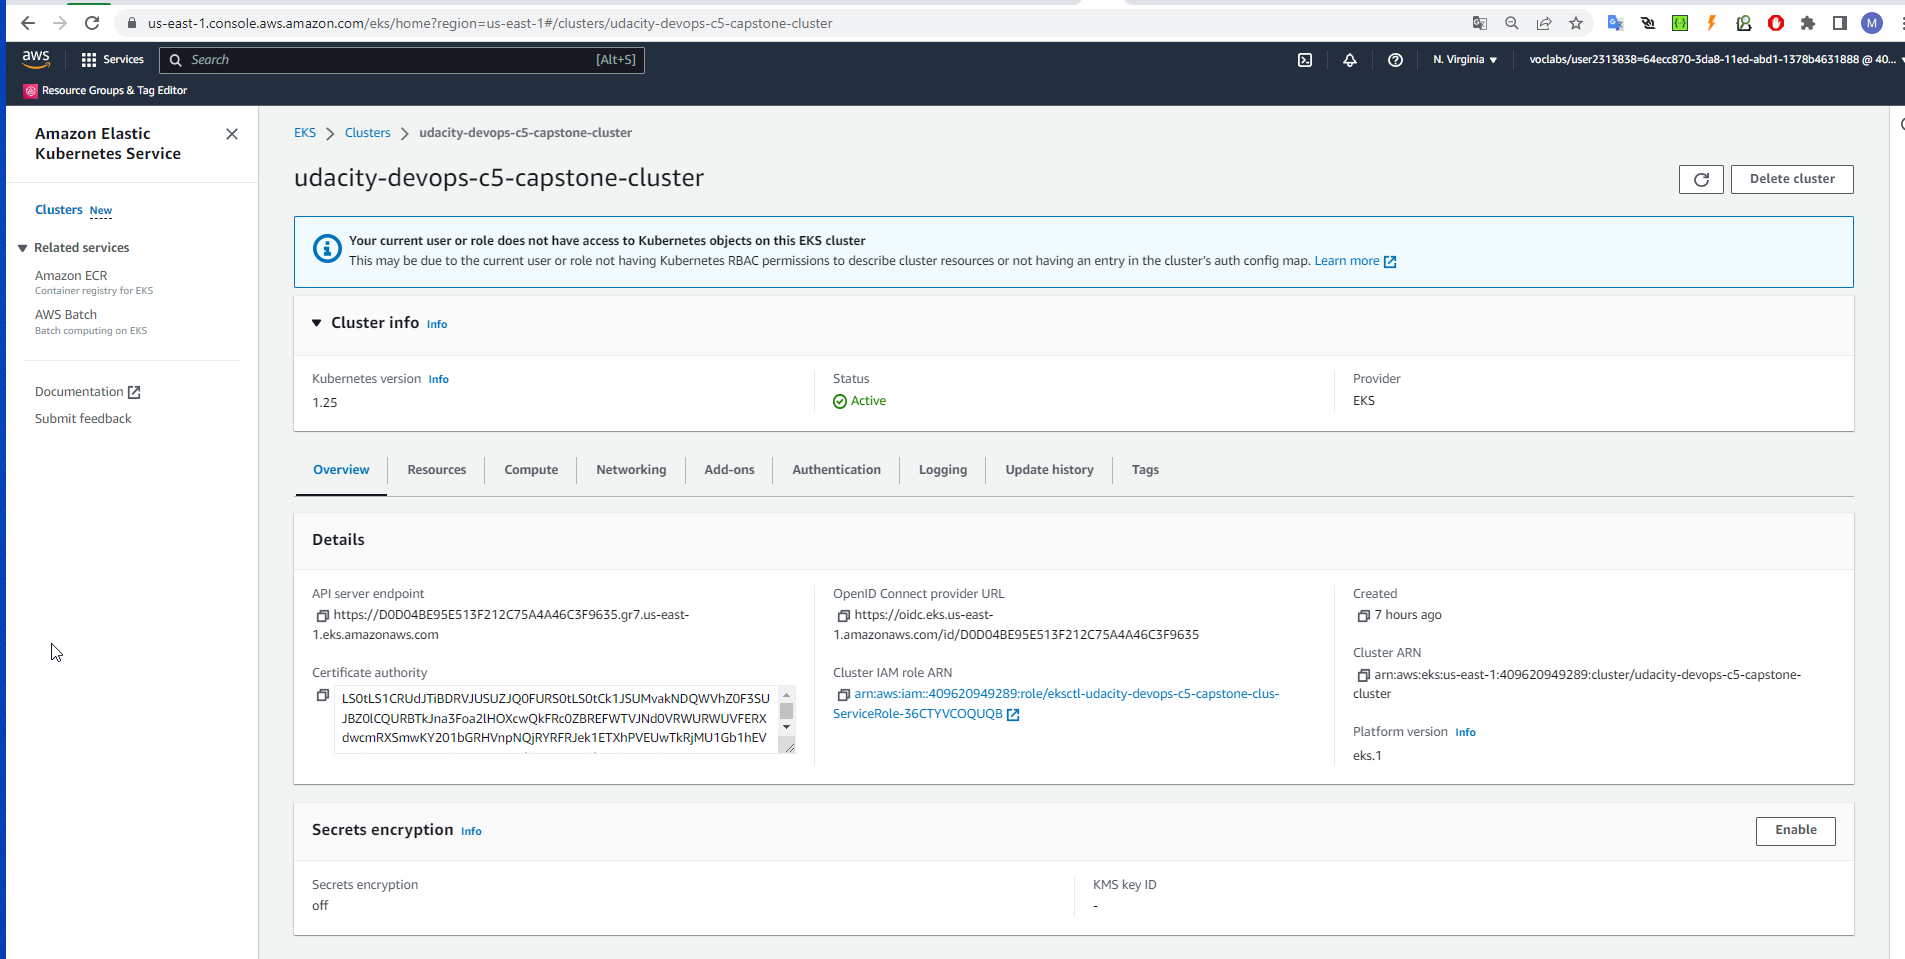 us-east-1.console.aws.amazon.com/eks/home?region=us-east-1#/clusters/udacity-devops-c5-capstone-cluster
M
aws
Services
Search
[Alt+S]
N. Virginia
voclabs/user2313838=64ecc870-3da8-11ed-abd1-1378b4631888 @ 40...
Resource Groups & Tag Editor
Amazon Elastic
Kubernetes Service
Clusters New
Related services
Amazon ECR
Container registry for EKS
AWS Batch
Batch computing on EKS
Documentation
Submit feedback
EKS
Clusters
udacity-devops-c5-capstone-cluster
udacity-devops-c5-capstone-cluster
Delete cluster
Your current user or role does not have access to Kubernetes objects on this EKS cluster
This may be due to the current user or role not having Kubernetes RBAC permissions to describe cluster resources or not having an entry in the cluster's auth config map. Learn more
Cluster info Info
Kubernetes version Info
1.25
Status
Active
Provider
EKS
Overview
Resources
Compute
Networking
Add-ons
Authentication
Logging
Update history
Tags
Details
API server endpoint
https://D0D04BE95E513F212C75A4A46C3F9635.gr7.us-east-
1.eks.amazonaws.com
Certificate authority
LS0tLS1CRUdJTiBDRVJUSUZJQ0FURS0tLS0tCk1JSUMvakNDQWVhZ0F3SU
JBZ0lCQURBTkJna3Foa2lHOXcwQkFRc0ZBREFWTVJNd0VRWURWUVFERX
dwcmRXSmwKY201bGRHVnpNQjRYRFRJek1ETXhPVEUwTkRjMU1Gb1hEV
OpenID Connect provider URL
https://oidc.eks.us-east-
1.amazonaws.com/id/D0D04BE95E513F212C75A4A46C3F9635
Cluster IAM role ARN
arn:aws:iam::409620949289:role/eksctl-udacity-devops-c5-capstone-clus-
ServiceRole-36CTYVCOQUQB
Created
7 hours ago
Cluster ARN
arn:aws:eks:us-east-1:409620949289:cluster/udacity-devops-c5-capstone-
cluster
Platform version Info
eks.1
Secrets encryption Info
Enable
Secrets encryption
off
KMS key ID
-